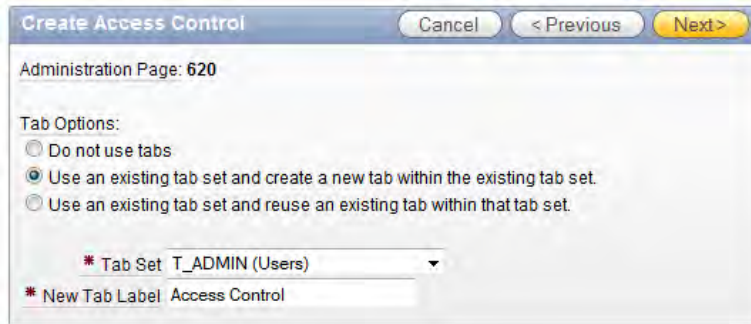 Create Access Control Cancel < Previous Next >
Administration Page: 620
Tab Options:
Do not use tabs
Use an existing tab set and create a new tab within the existing tab set.
Use an existing tab set and reuse an existing tab within that tab set.
* Tab Set T_ADMIN (Users)
* New Tab Label Access Control